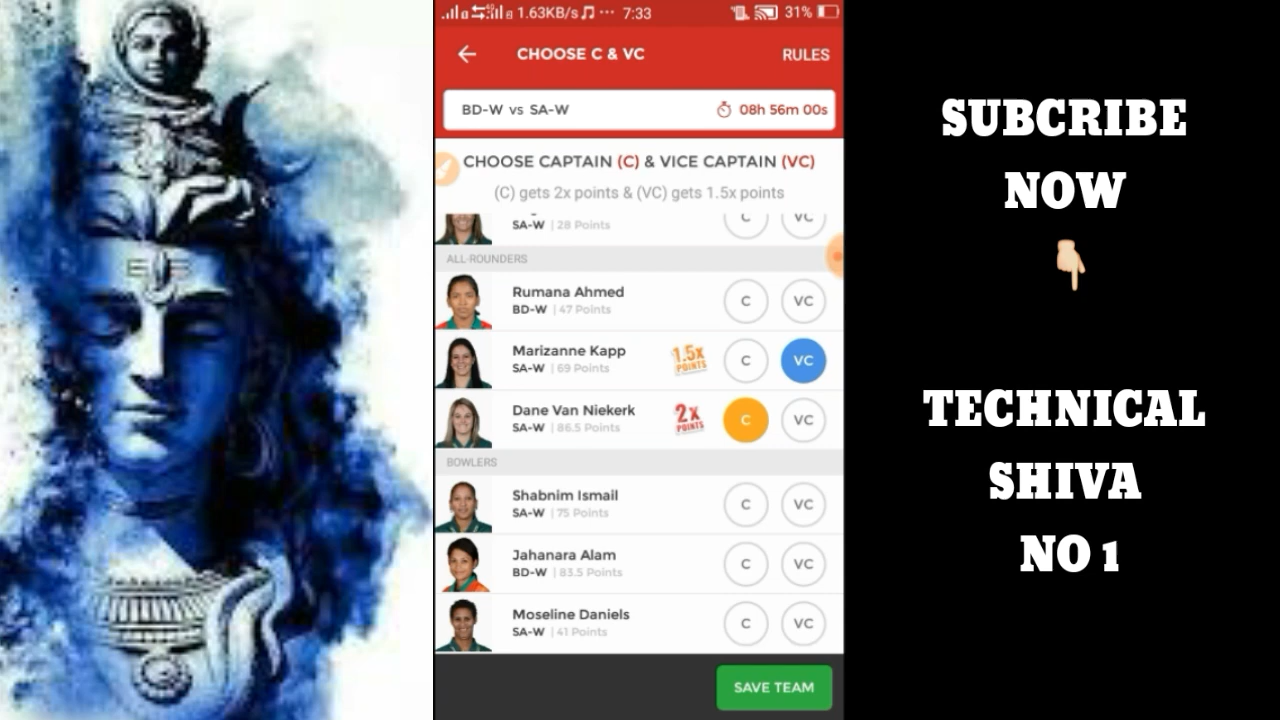 1.63KB/s ... 7:33 31%
CHOOSE C & VC RULES
BD-W vs SA-W 08h 56m 00s
CHOOSE CAPTAIN (C) & VICE CAPTAIN (VC)
(C) gets 2x points & (VC) gets 1.5x points
SA-W | 28 Points C VC
ALL-ROUNDERS
Rumana Ahmed
BD-W | 47 Points C VC
Marizanne Kapp
SA-W | 69 Points 1.5x POINTS C VC
Dane Van Niekerk
SA-W | 86.5 Points 2x POINTS C VC
BOWLERS
Shabnim Ismail
SA-W | 75 Points C VC
Jahanara Alam
BD-W | 83.5 Points C VC
Moseline Daniels
SA-W | 41 Points C VC
SAVE TEAM
SUBCRIBE
NOW
👇🏻
TECHNICAL
SHIVA
NO 1